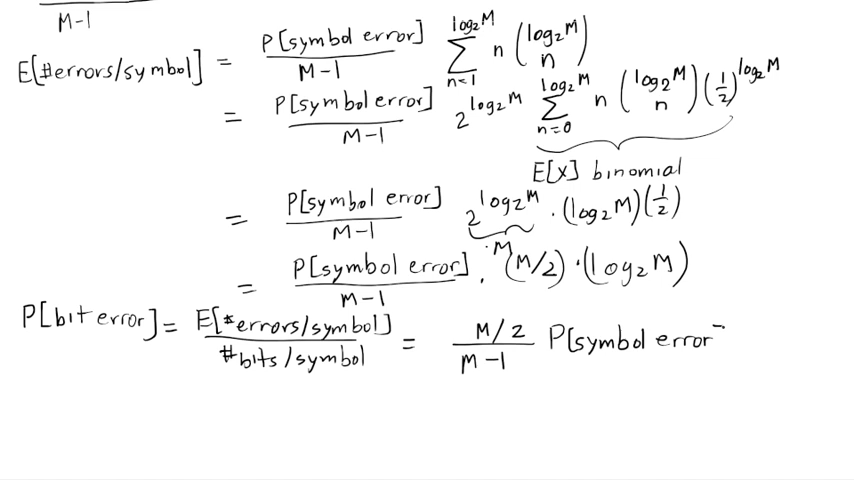 M-1
E[#errors/symbol] = P[symbol error] / M-1 ∑_{n=1}^{log₂M} n (log₂M n)
= P[symbol error] / M-1 2^{log₂M} ∑_{n=0}^{log₂M} n (log₂M n) (1/2)^{log₂M}
E[X] binomial
= P[symbol error] / M-1 2^{log₂M} · (log₂M)(1/2)
M
= P[symbol error] / M-1 · (M/2) · (log₂M)
P[bit error] = E[#errors/symbol] / #bits/symbol = M/2 / M-1 P[symbol error